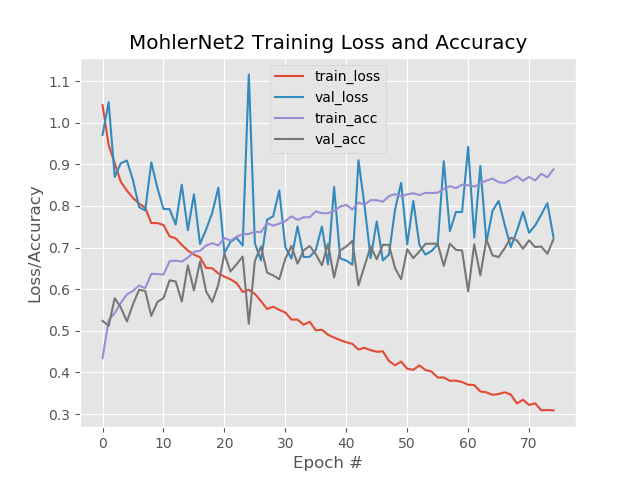 MohlerNet2 Training Loss and Accuracy
train_loss
val_loss
train_acc
val_acc
Loss/Accuracy
1.1
1.0
0.9
0.8
0.7
0.6
0.5
0.4
0.3
0 10 20 30 40 50 60 70
Epoch #